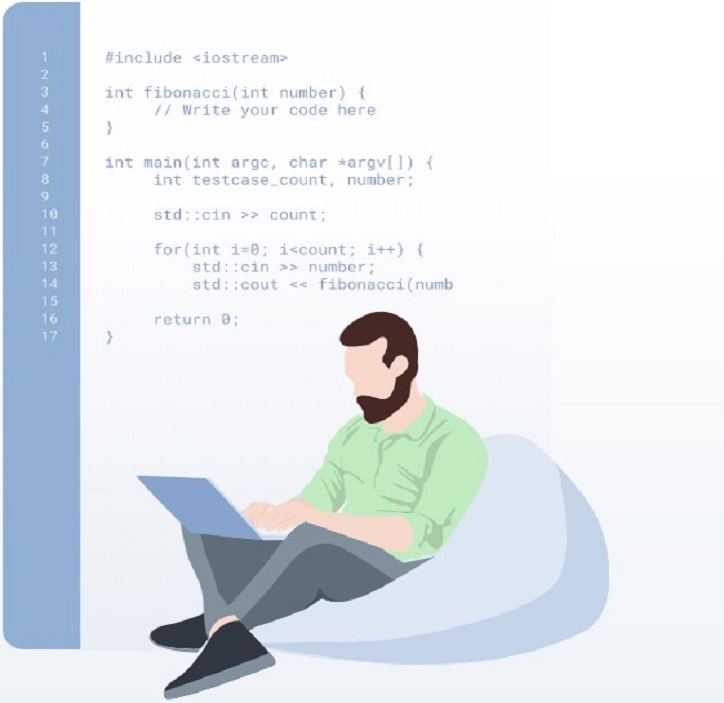 1 #include <iostream>
2
3 int fibonacci(int number) {
4 // Write your code here
5 }
6
7 int main(int argc, char *argv[]) {
8 int testcase_count, number;
9
10 std::cin >> count;
11
12 for(int i=0; i<count; i++) {
13 std::cin >> number;
14 std::cout << fibonacci(numb
15
16 return 0;
17 }